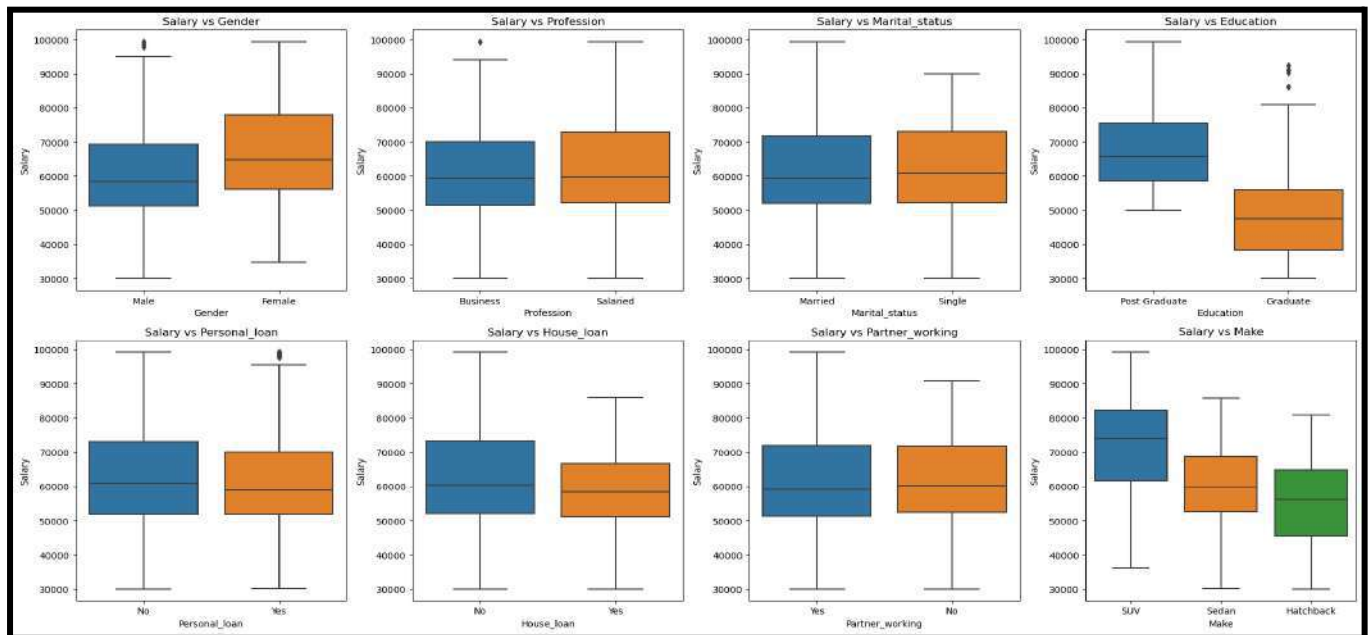 Salary vs Gender
Salary
100000
90000
80000
70000
60000
50000
40000
30000
Male Female
Gender
Salary vs Profession
Salary
100000
90000
80000
70000
60000
50000
40000
30000
Business Salaried
Profession
Salary vs Marital_status
Salary
100000
90000
80000
70000
60000
50000
40000
30000
Married Single
Marital_status
Salary vs Education
Salary
100000
90000
80000
70000
60000
50000
40000
30000
Post Graduate Graduate
Education
Salary vs Personal_loan
Salary
100000
90000
80000
70000
60000
50000
40000
30000
No Yes
Personal_loan
Salary vs House_loan
Salary
100000
90000
80000
70000
60000
50000
40000
30000
No Yes
House_loan
Salary vs Partner_working
Salary
100000
90000
80000
70000
60000
50000
40000
30000
Yes No
Partner_working
Salary vs Make
Salary
100000
90000
80000
70000
60000
50000
40000
30000
SUV Sedan Hatchback
Make